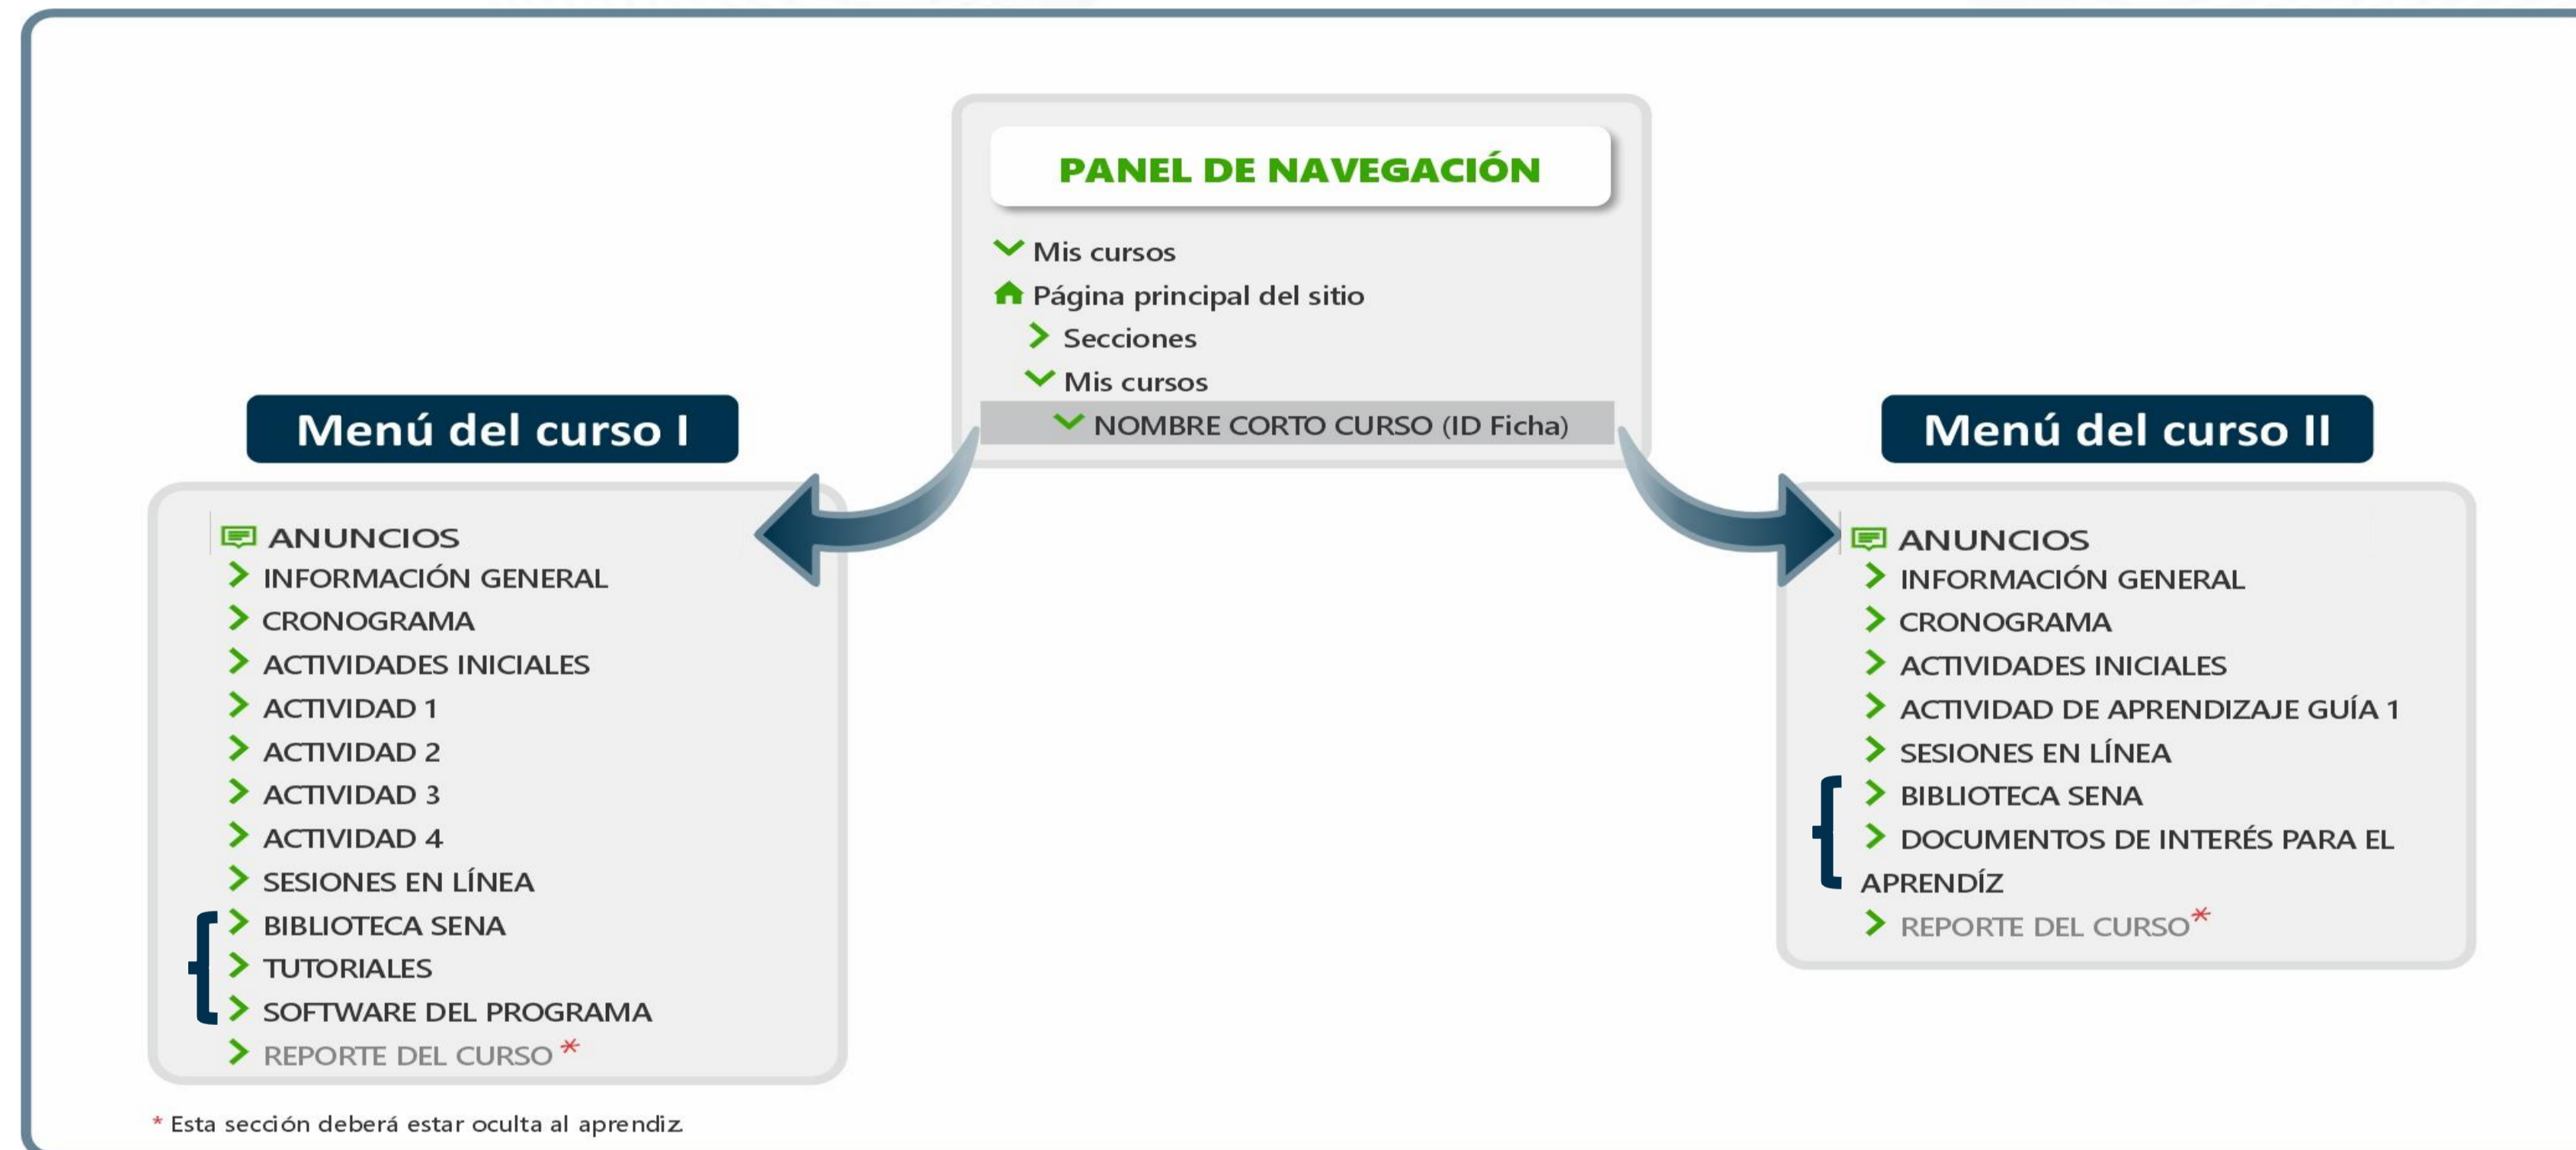 PANEL DE NAVEGACIÓN
Mis cursos
Página principal del sitio
Secciones
Mis cursos
NOMBRE CORTO CURSO (ID Ficha)
Menú del curso I
ANUNCIOS
INFORMACIÓN GENERAL
CRONOGRAMA
ACTIVIDADES INICIALES
ACTIVIDAD 1
ACTIVIDAD 2
ACTIVIDAD 3
ACTIVIDAD 4
SESIONES EN LÍNEA
BIBLIOTECA SENA
TUTORIALES
SOFTWARE DEL PROGRAMA
REPORTE DEL CURSO *
* Esta sección deberá estar oculta al aprendiz.
Menú del curso II
ANUNCIOS
INFORMACIÓN GENERAL
CRONOGRAMA
ACTIVIDADES INICIALES
ACTIVIDAD DE APRENDIZAJE GUÍA 1
SESIONES EN LÍNEA
BIBLIOTECA SENA
DOCUMENTOS DE INTERÉS PARA EL
APRENDÍZ
REPORTE DEL CURSO*